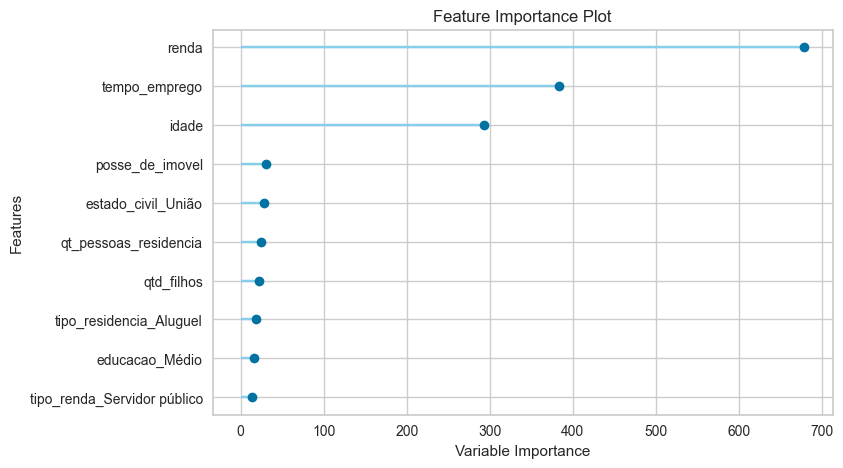 Feature Importance Plot
renda
tempo_emprego
idade
posse_de_imovel
estado_civil_União
qt_pessoas_residencia
qtd_filhos
tipo_residencia_Aluguel
educacao_Médio
tipo_renda_Servidor público
Features
0 100 200 300 400 500 600 700
Variable Importance